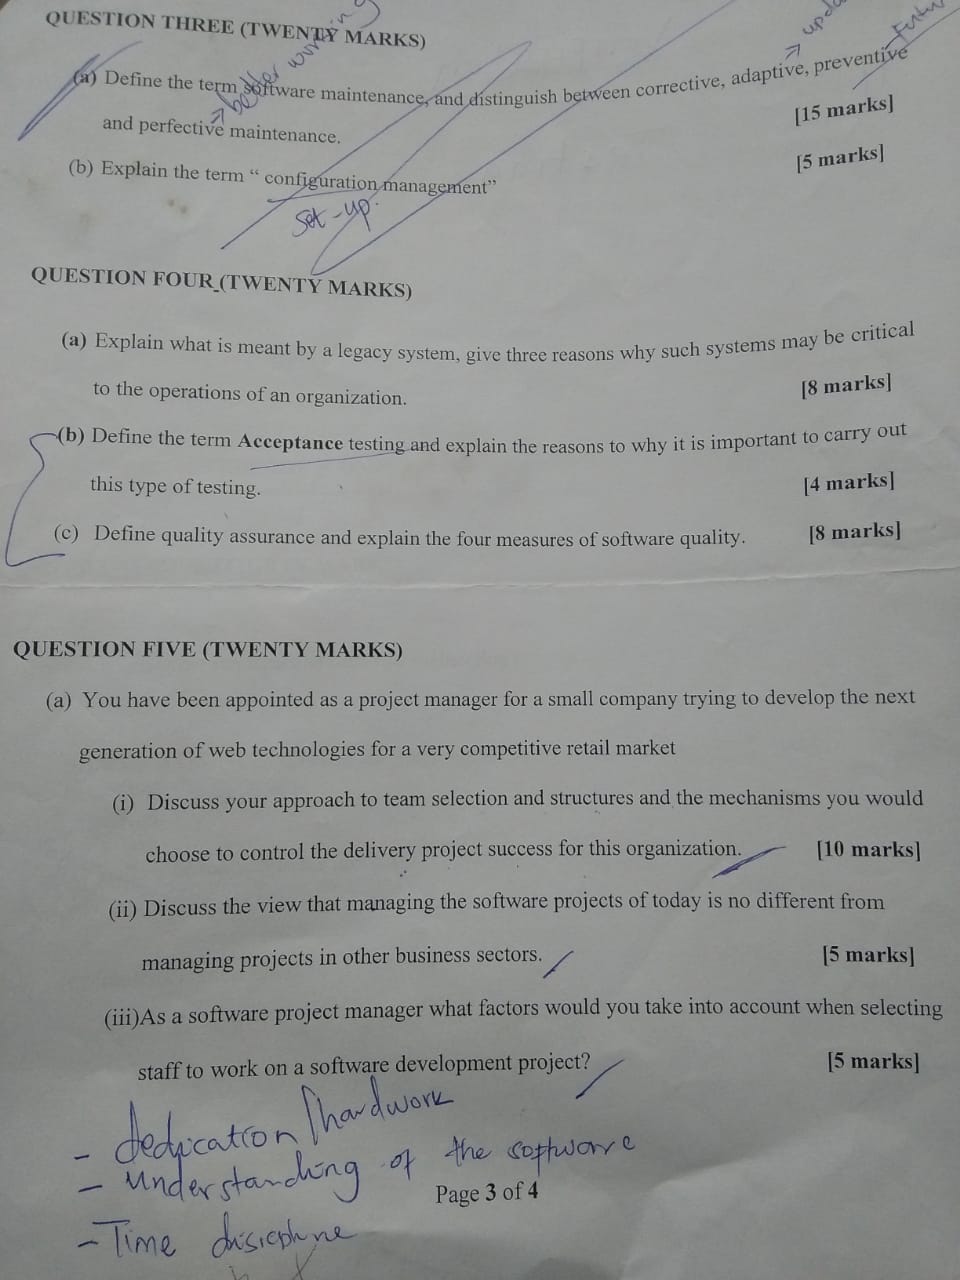 QUESTION THREE (TWENTY MARKS)
better working
upda
Futu
(a) Define the term software maintenance, and distinguish between corrective, adaptive, preventive
and perfective maintenance. [15 marks]
(b) Explain the term “ configuration management” [5 marks]
Set-up.
QUESTION FOUR (TWENTY MARKS)
(a) Explain what is meant by a legacy system, give three reasons why such systems may be critical
to the operations of an organization. [8 marks]
(b) Define the term Acceptance testing and explain the reasons to why it is important to carry out
this type of testing. [4 marks]
(c) Define quality assurance and explain the four measures of software quality. [8 marks]
QUESTION FIVE (TWENTY MARKS)
(a) You have been appointed as a project manager for a small company trying to develop the next
generation of web technologies for a very competitive retail market
(i) Discuss your approach to team selection and structures and the mechanisms you would
choose to control the delivery project success for this organization. [10 marks]
(ii) Discuss the view that managing the software projects of today is no different from
managing projects in other business sectors. [5 marks]
(iii)As a software project manager what factors would you take into account when selecting
staff to work on a software development project? [5 marks]
- dedication / hardwork
- understanding of the software
Page 3 of 4
- Time